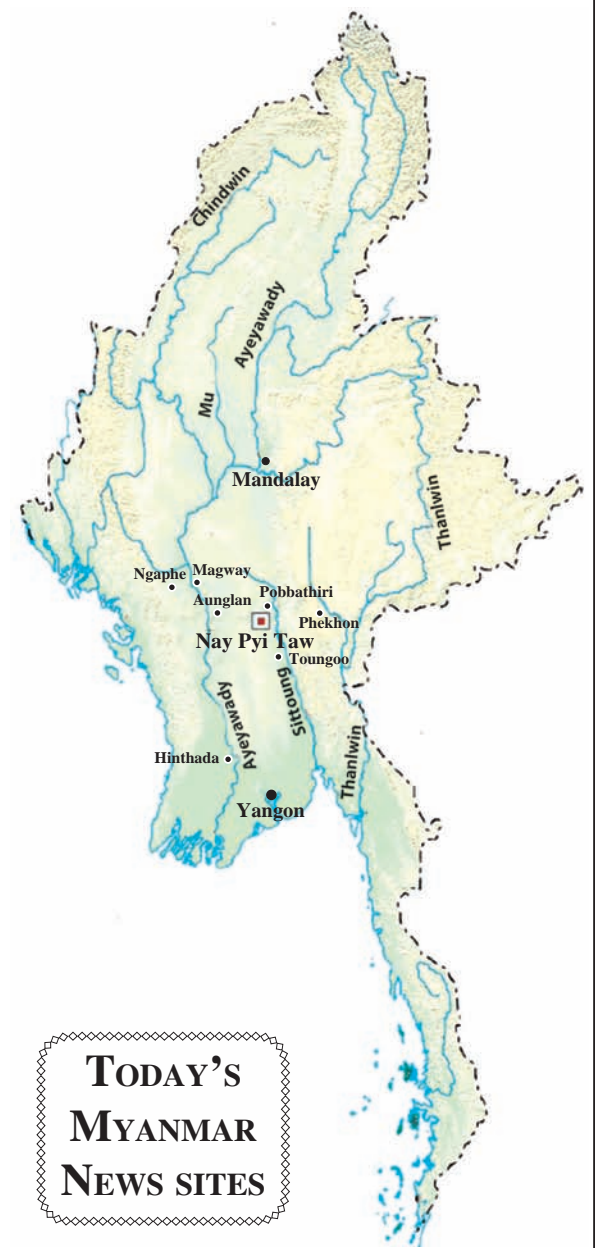 Chindwin
Ayeyawady
Mu
Mandalay
Thanlwin
Ngaphe
Magway
Aunglan
Pobbathiri
Phekhon
Nay Pyi Taw
Toungoo
Ayeyawady
Sittoung
Thanlwin
Hinthada
Yangon
TODAY'S
MYANMAR
NEWS SITES